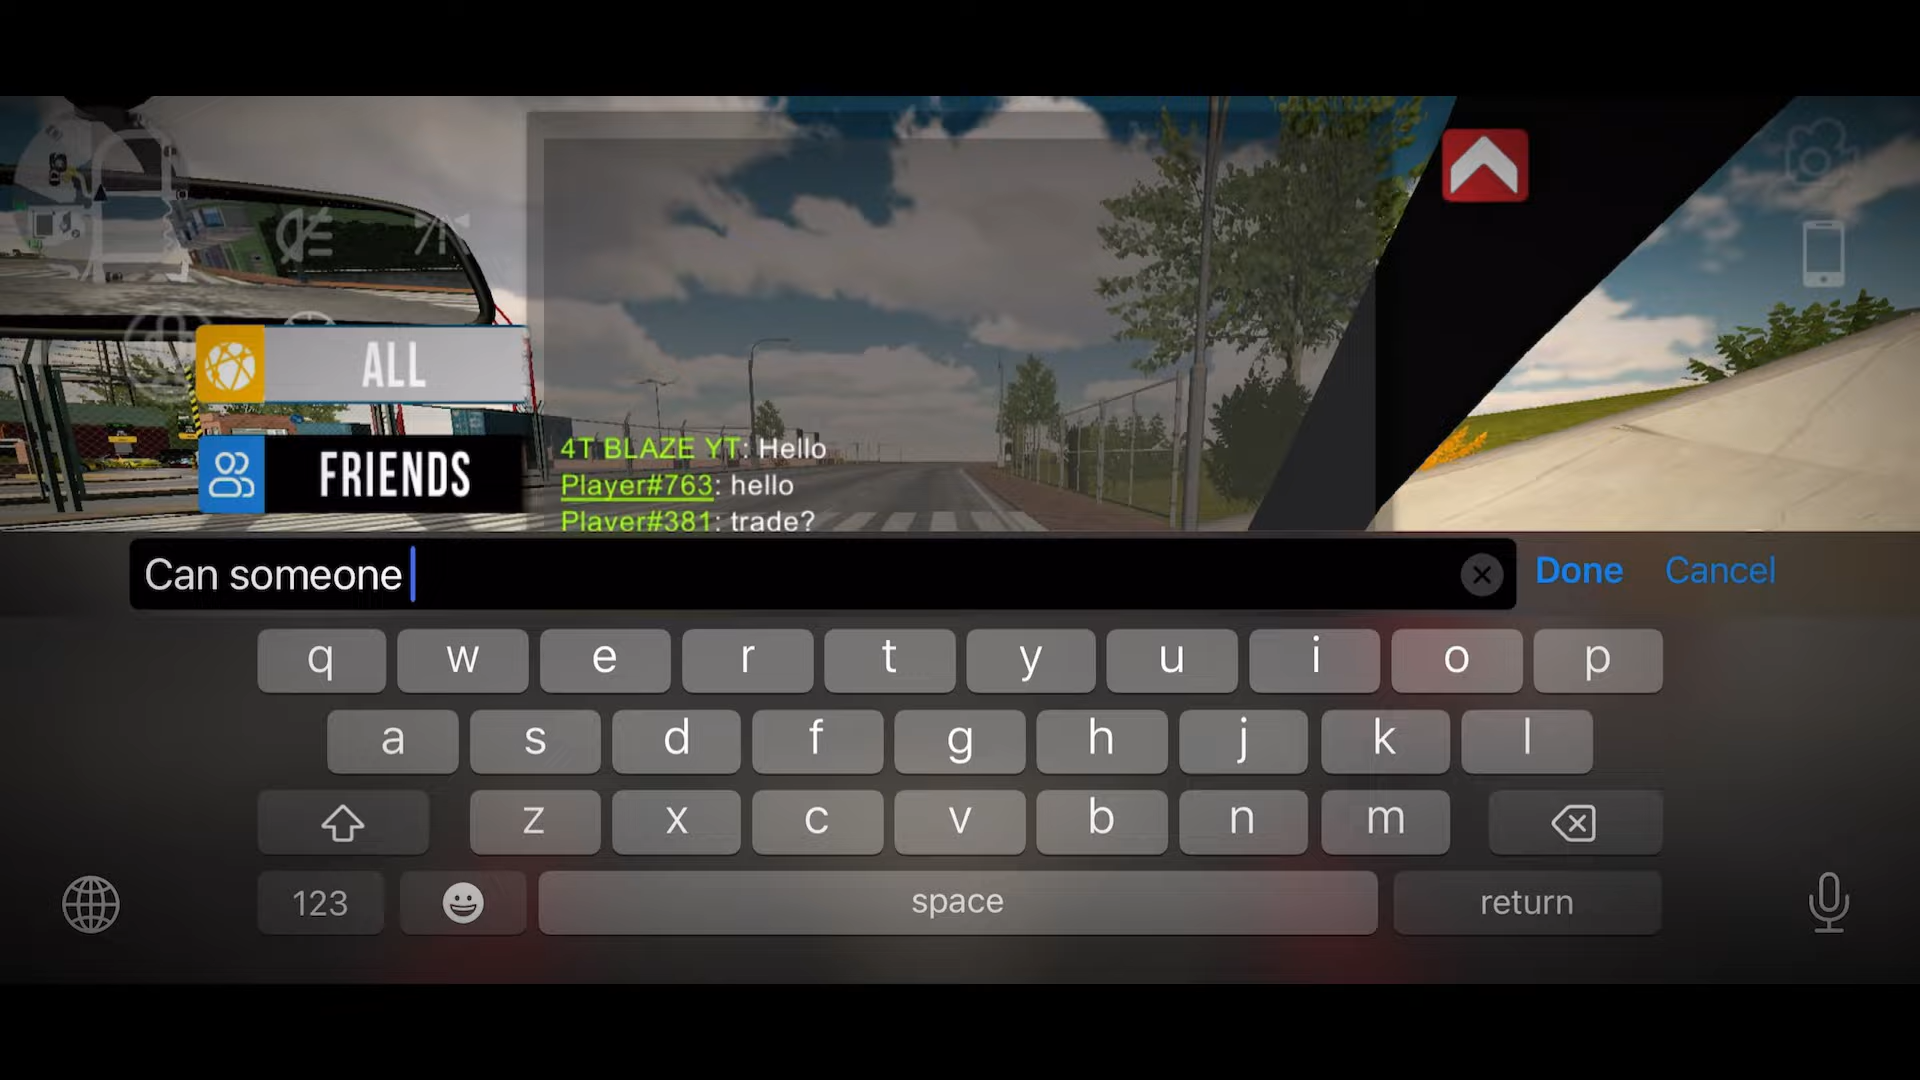 ALL
FRIENDS
4T BLAZE YT: Hello
Player#763: hello
Player#381: trade?
Can someone
Done
Cancel
q w e r t y u i o p
a s d f g h j k l
z x c v b n m
123
space
return